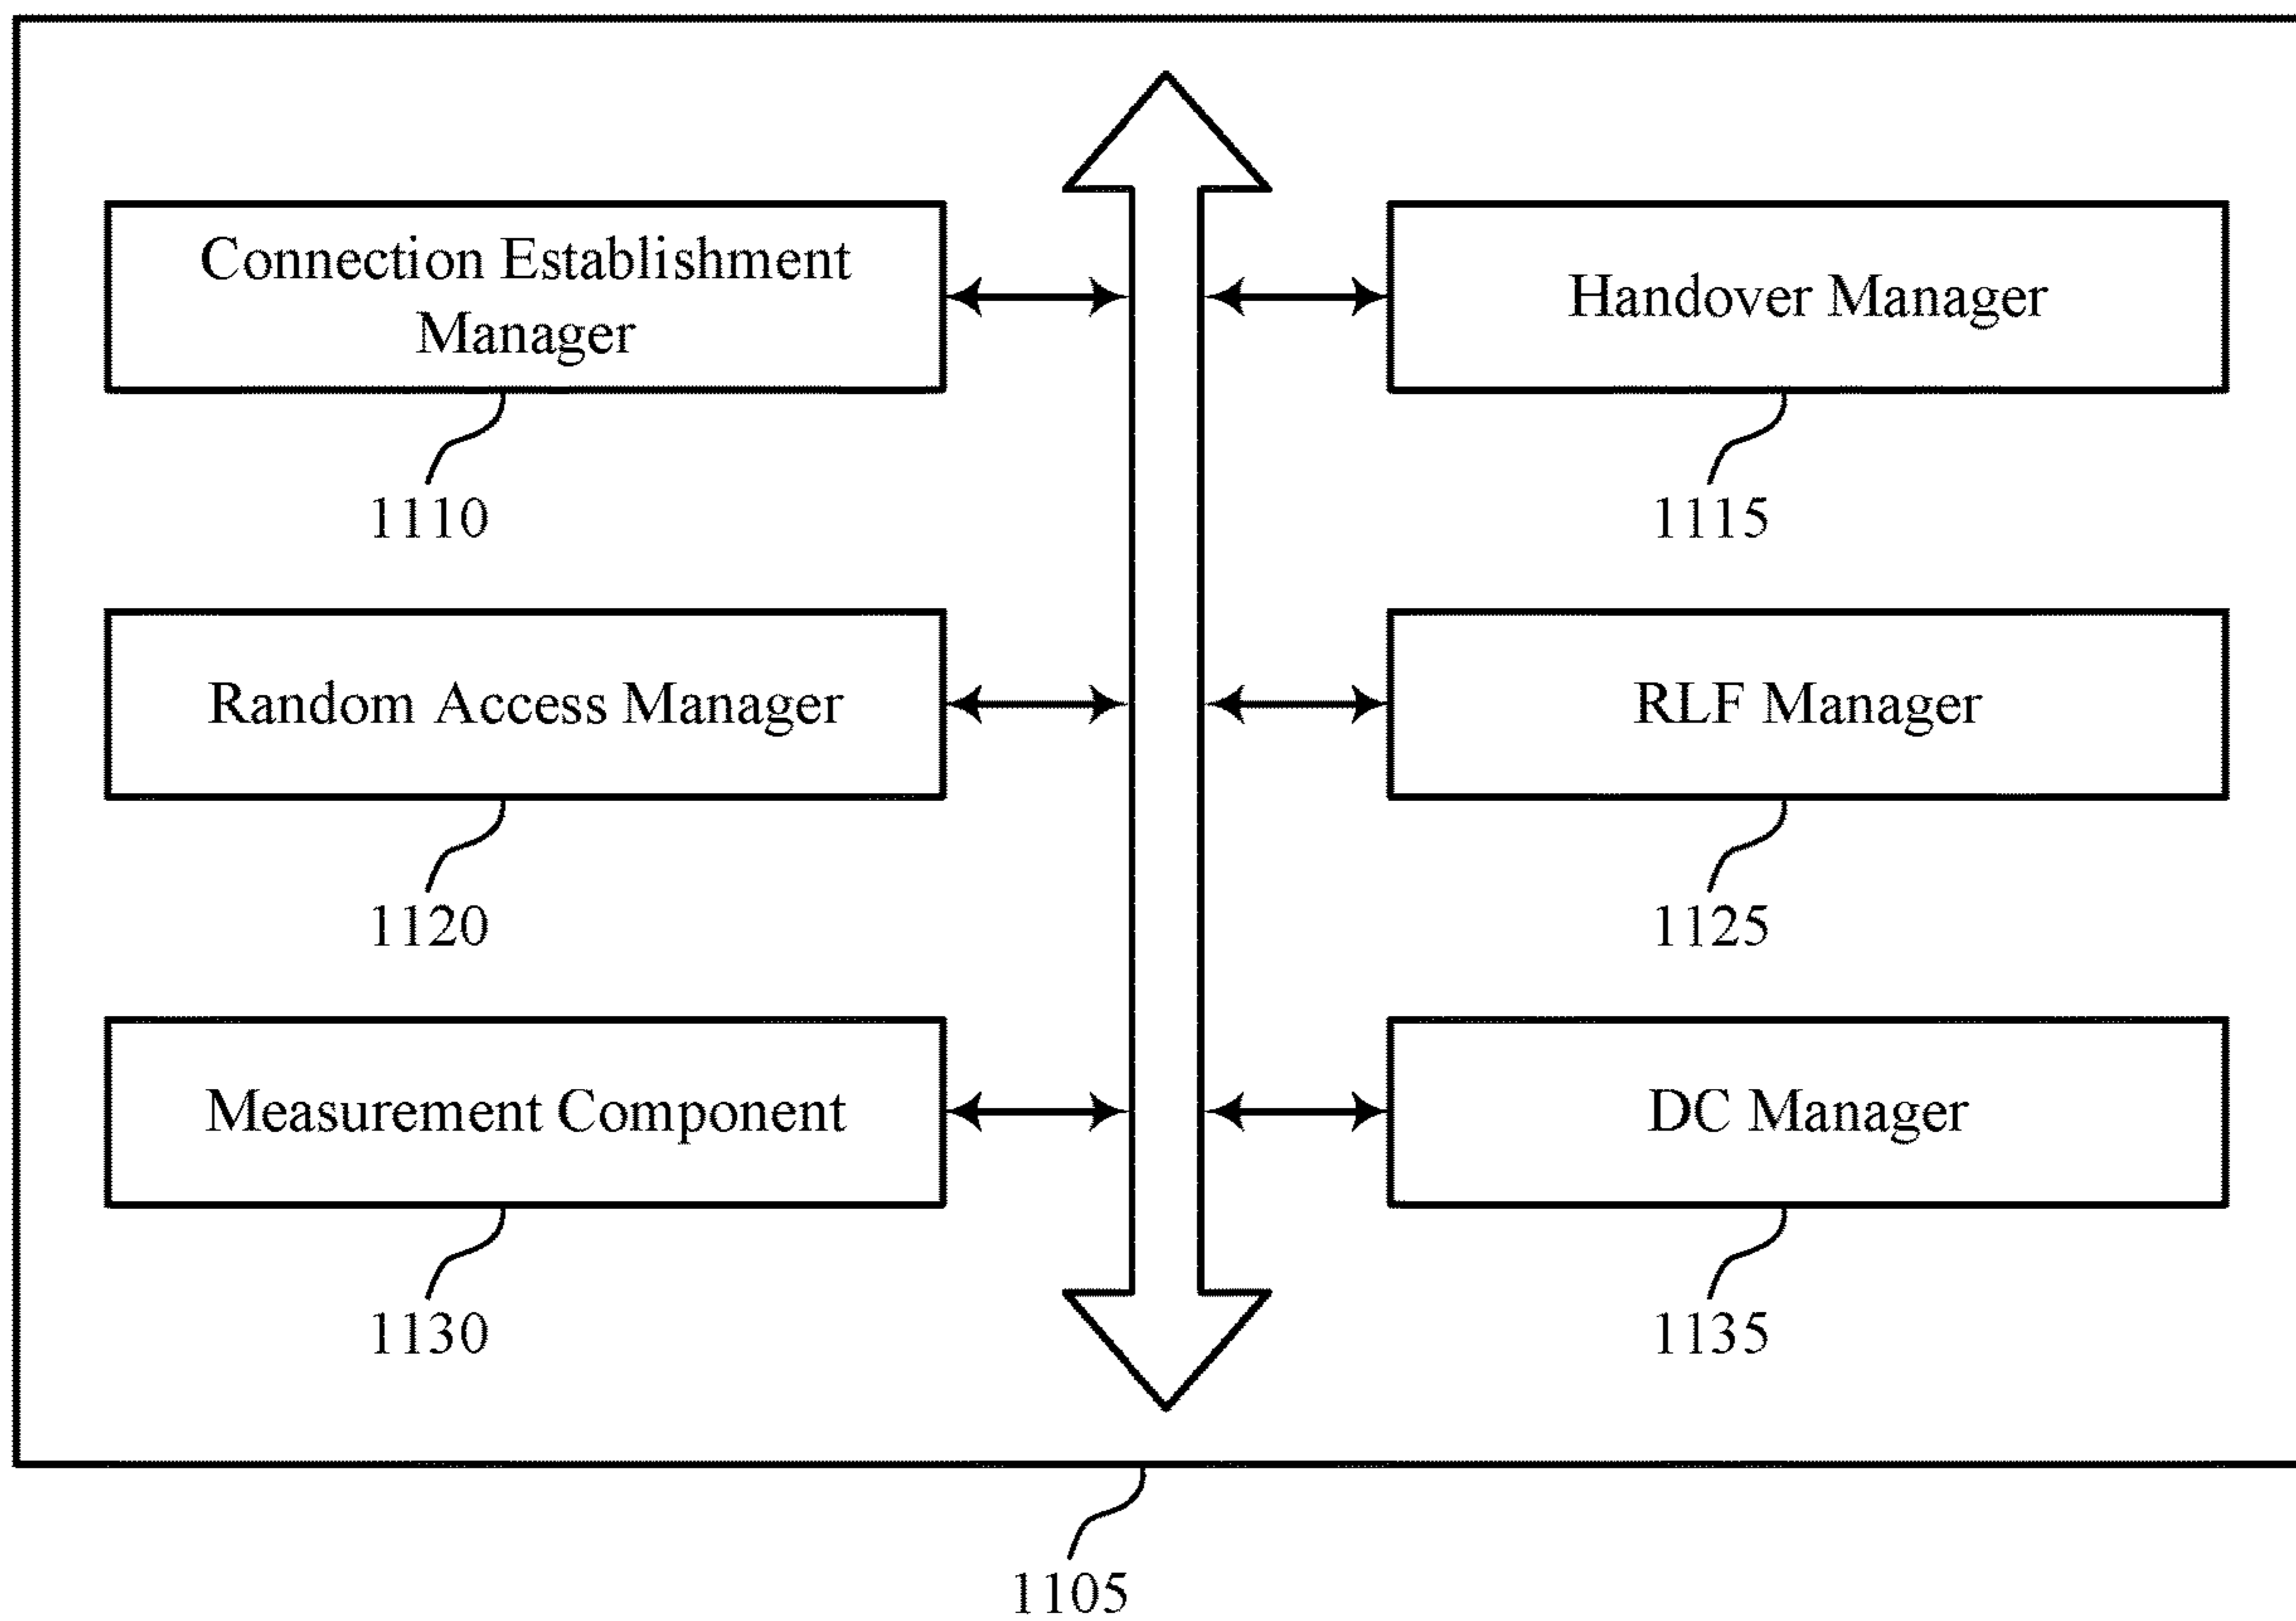 Connection Establishment
Manager
1110
Handover Manager
1115
Random Access Manager
1120
RLF Manager
1125
Measurement Component
1130
DC Manager
1135
1105